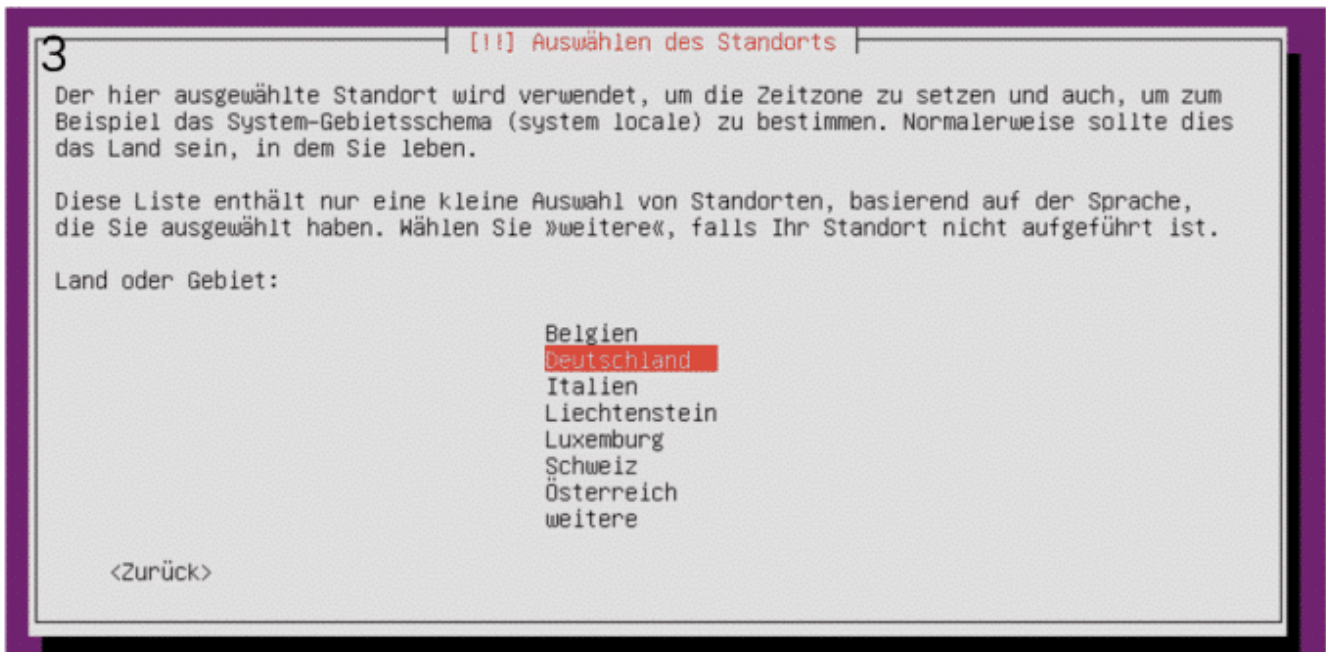 3
[!!] Auswählen des Standorts
Der hier ausgewählte Standort wird verwendet, um die Zeitzone zu setzen und auch, um zum
Beispiel das System-Gebietsschema (system locale) zu bestimmen. Normalerweise sollte dies
das Land sein, in dem Sie leben.
Diese Liste enthält nur eine kleine Auswahl von Standorten, basierend auf der Sprache,
die Sie ausgewählt haben. Wählen Sie »weitere«, falls Ihr Standort nicht aufgeführt ist.
Land oder Gebiet:
Belgien
Deutschland
Italien
Liechtenstein
Luxemburg
Schweiz
Österreich
weitere
<Zurück>